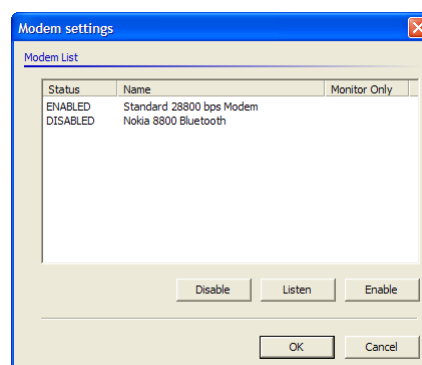 Modem settings
Modem List
Status Name Monitor Only
ENABLED Standard 28800 bps Modem
DISABLED Nokia 8800 Bluetooth
Disable Listen Enable
OK Cancel